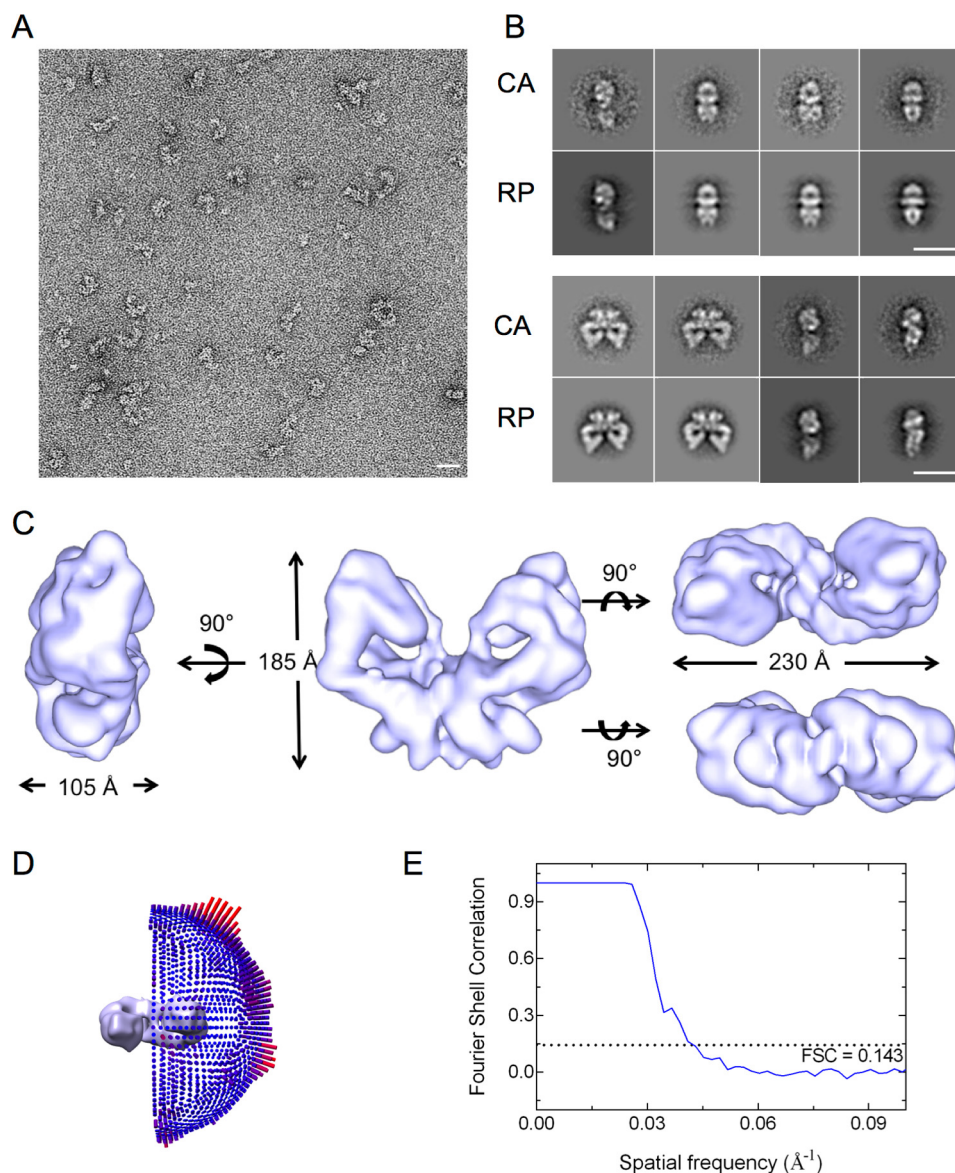 A
B
CA
RP
CA
RP
C
90°
185 Å
105 Å
90°
230 Å
90°
D
E
Fourier Shell Correlation
0.9
0.6
0.3
0.0
FSC = 0.143
0.00
0.03
0.06
0.09
Spatial frequency (Å⁻¹)